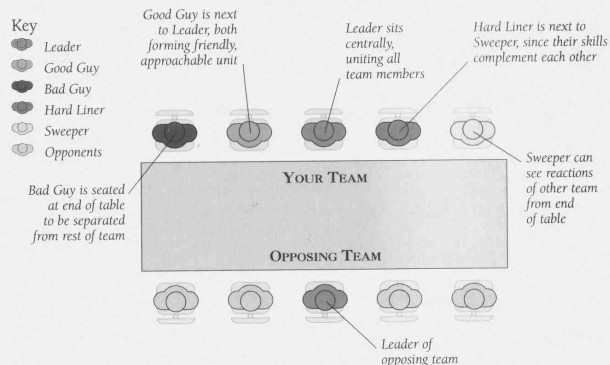 Key
Leader
Good Guy
Bad Guy
Hard Liner
Sweeper
Opponents
Good Guy is next
to Leader, both
forming friendly,
approachable unit
Leader sits
centrally,
uniting all
team members
Hard Liner is next to
Sweeper, since their skills
complement each other
Bad Guy is seated
at end of table
to be separated
from rest of team
YOUR TEAM
OPPOSING TEAM
Sweeper can
see reactions
of other team
from end
of table
Leader of
opposing team